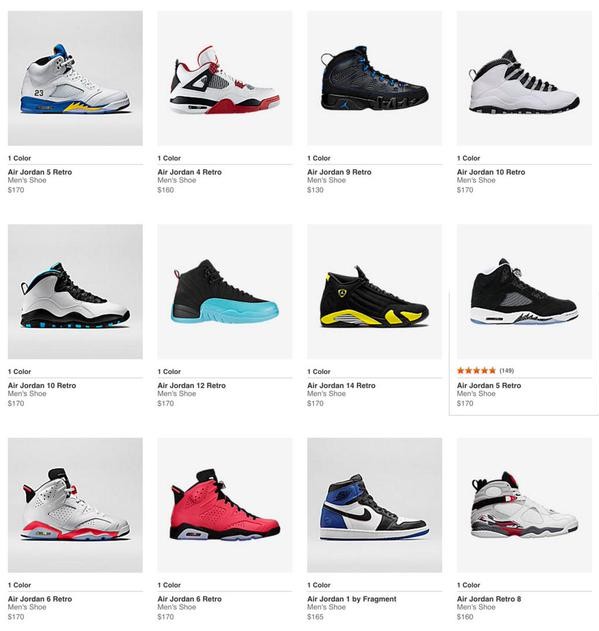 23
1 Color
Air Jordan 5 Retro
Men's Shoe
$170
1 Color
Air Jordan 4 Retro
Men's Shoe
$160
1 Color
Air Jordan 9 Retro
Men's Shoe
$130
1 Color
Air Jordan 10 Retro
Men's Shoe
$170
1 Color
Air Jordan 10 Retro
Men's Shoe
$170
1 Color
Air Jordan 12 Retro
Men's Shoe
$170
1 Color
Air Jordan 14 Retro
Men's Shoe
$170
(149)
Air Jordan 5 Retro
Men's Shoe
$170
1 Color
Air Jordan 6 Retro
Men's Shoe
$170
1 Color
Air Jordan 6 Retro
Men's Shoe
$170
1 Color
Air Jordan 1 by Fragment
Men's Shoe
$165
1 Color
Air Jordan Retro 8
Men's Shoe
$160